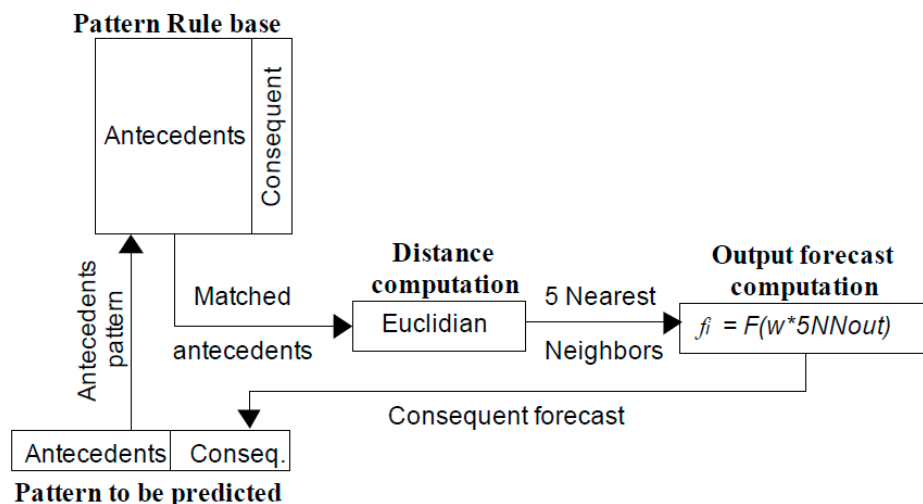 Pattern Rule base
Antecedents
Consequent
Antecedents
pattern
Matched
antecedents
Distance
computation
Euclidian
5 Nearest
Neighbors
Output forecast
computation
fi = F(w*5NNout)
Consequent forecast
Antecedents
Conseq.
Pattern to be predicted